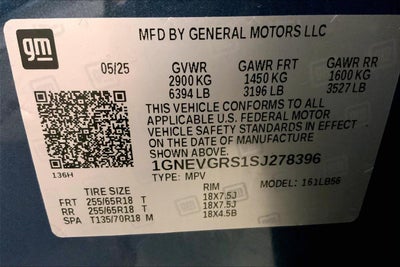 gm
MFD BY GENERAL MOTORS LLC
05/25 GVWR GAWR FRT GAWR RR
2900 KG 1450 KG 1600 KG
6394 LB 3196 LB 3527 LB
THIS VEHICLE CONFORMS TO ALL
APPLICABLE U.S. FEDERAL MOTOR
VEHICLE SAFETY STANDARDS IN EFFECT
ON THE DATE OF MANUFACTURE
SHOWN ABOVE.
1GNEVGRS1SJ278396
136H TYPE: MPV MODEL: 161LB56
TIRE SIZE RIM
FRT 255/65R18 T 18X7.5J
RR 255/65R18 T 18X7.5J
SPA T135/70R18 M 18X4.5B